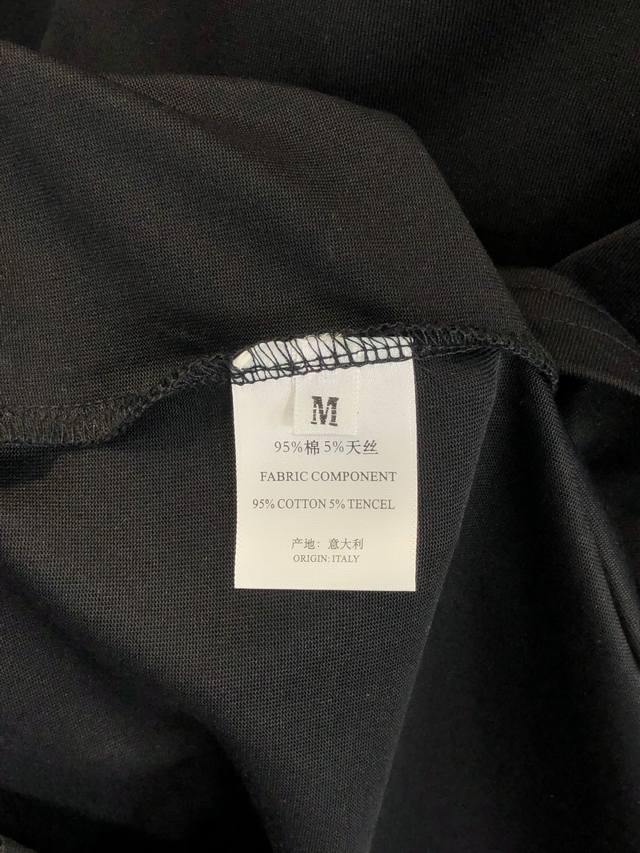 M
95%棉 5%天丝
FABRIC COMPONENT
95% COTTON 5% TENCEL
产地：意大利
ORIGIN: ITALY